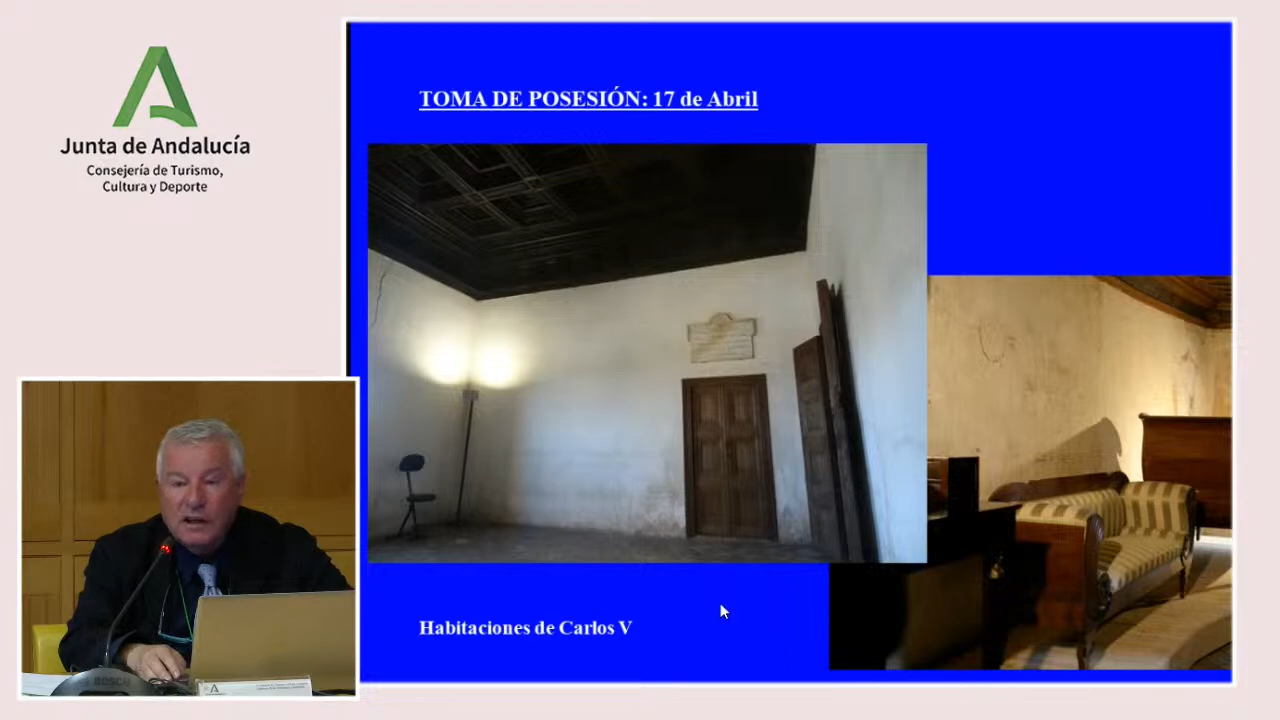 Junta de Andalucía
Consejería de Turismo,
Cultura y Deporte
TOMA DE POSESIÓN: 17 de Abril
Habitaciones de Carlos V
BOSCH